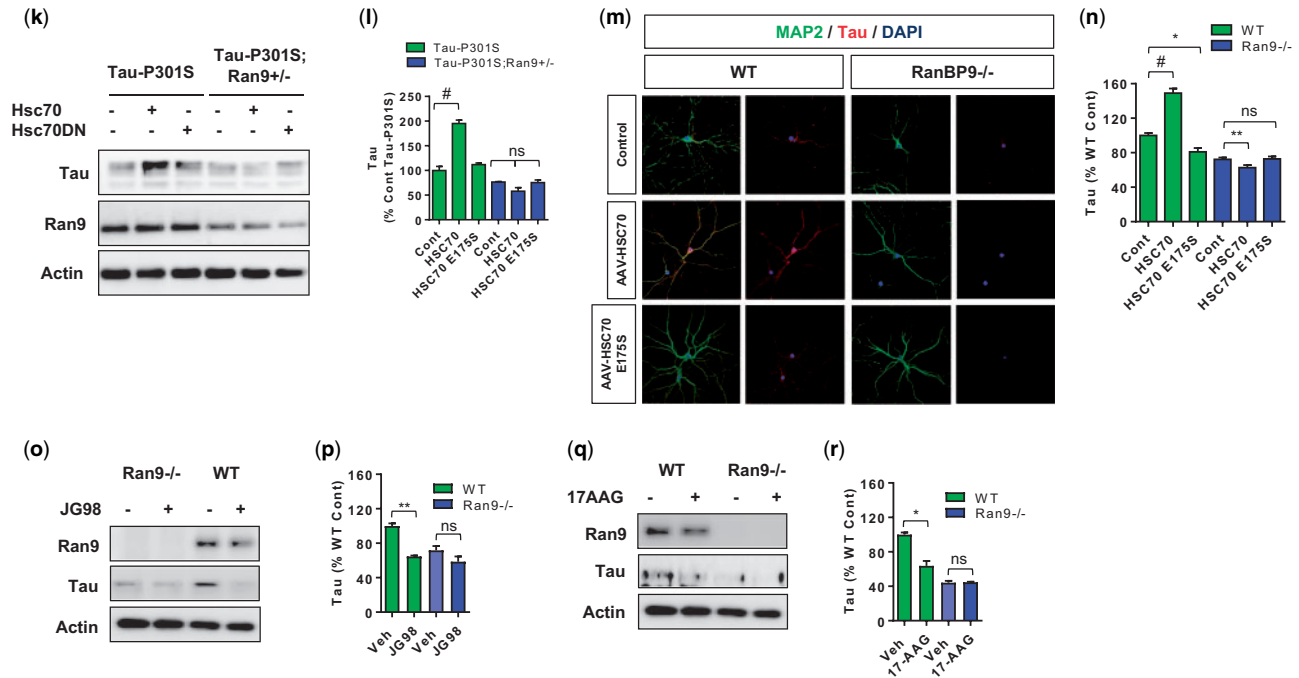 (k)
Tau-P301S
Tau-P301S;
Ran9+/-
Hsc70 - + - - + -
Hsc70DN - - + - - +
Tau
Ran9
Actin
(l)
Tau-P301S
Tau-P301S;Ran9+/-
Tau
(% Cont Tau-P301S)
250
200
150
100
50
0
#
ns
Cont
HSC70
HSC70 E175S
Cont
HSC70
HSC70 E175S
(m)
MAP2 / Tau / DAPI
WT
RanBP9-/-
Control
AAV-HSC70
AAV-HSC70
E175S
(n)
WT
Ran9-/-
Tau (% WT Cont)
200
160
120
80
40
0
*
#
ns
**
Cont
HSC70
HSC70 E175S
Cont
HSC70
HSC70 E175S
(o)
Ran9-/- WT
JG98 - + - +
Ran9
Tau
Actin
(p)
WT
Ran9-/-
Tau (% WT Cont)
160
120
80
40
0
**
ns
Veh
JG98
Veh
JG98
(q)
WT Ran9-/-
17AAG - + - +
Ran9
Tau
Actin
(r)
WT
Ran9-/-
Tau (% WT Cont)
160
120
80
40
0
*
ns
Veh
17-AAG
Veh
17-AAG